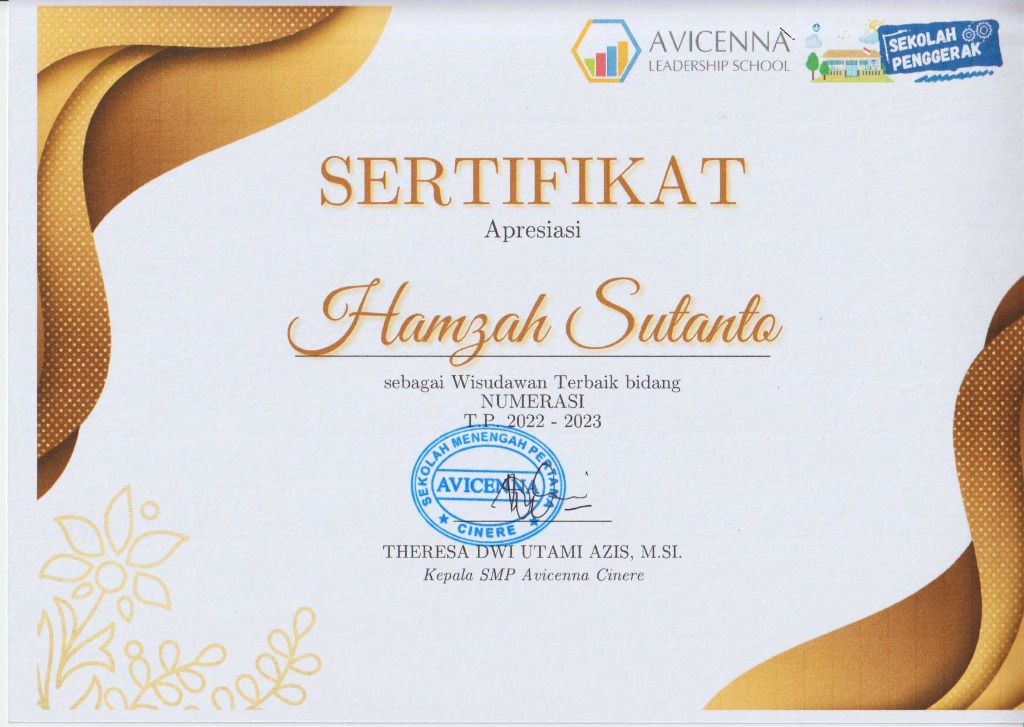 AVICENNA
LEADERSHIP SCHOOL
SEKOLAH
PENGGERAK
SERTIFIKAT
Apresiasi
Hamzah Sutanto
sebagai Wisudawan Terbaik bidang
NUMERASI
T.P. 2022 - 2023
SEKOLAH MENENGAH PERTAMA
AVICENNA
CINERE
THERESA DWI UTAMI AZIS, M.SI.
Kepala SMP Avicenna Cinere